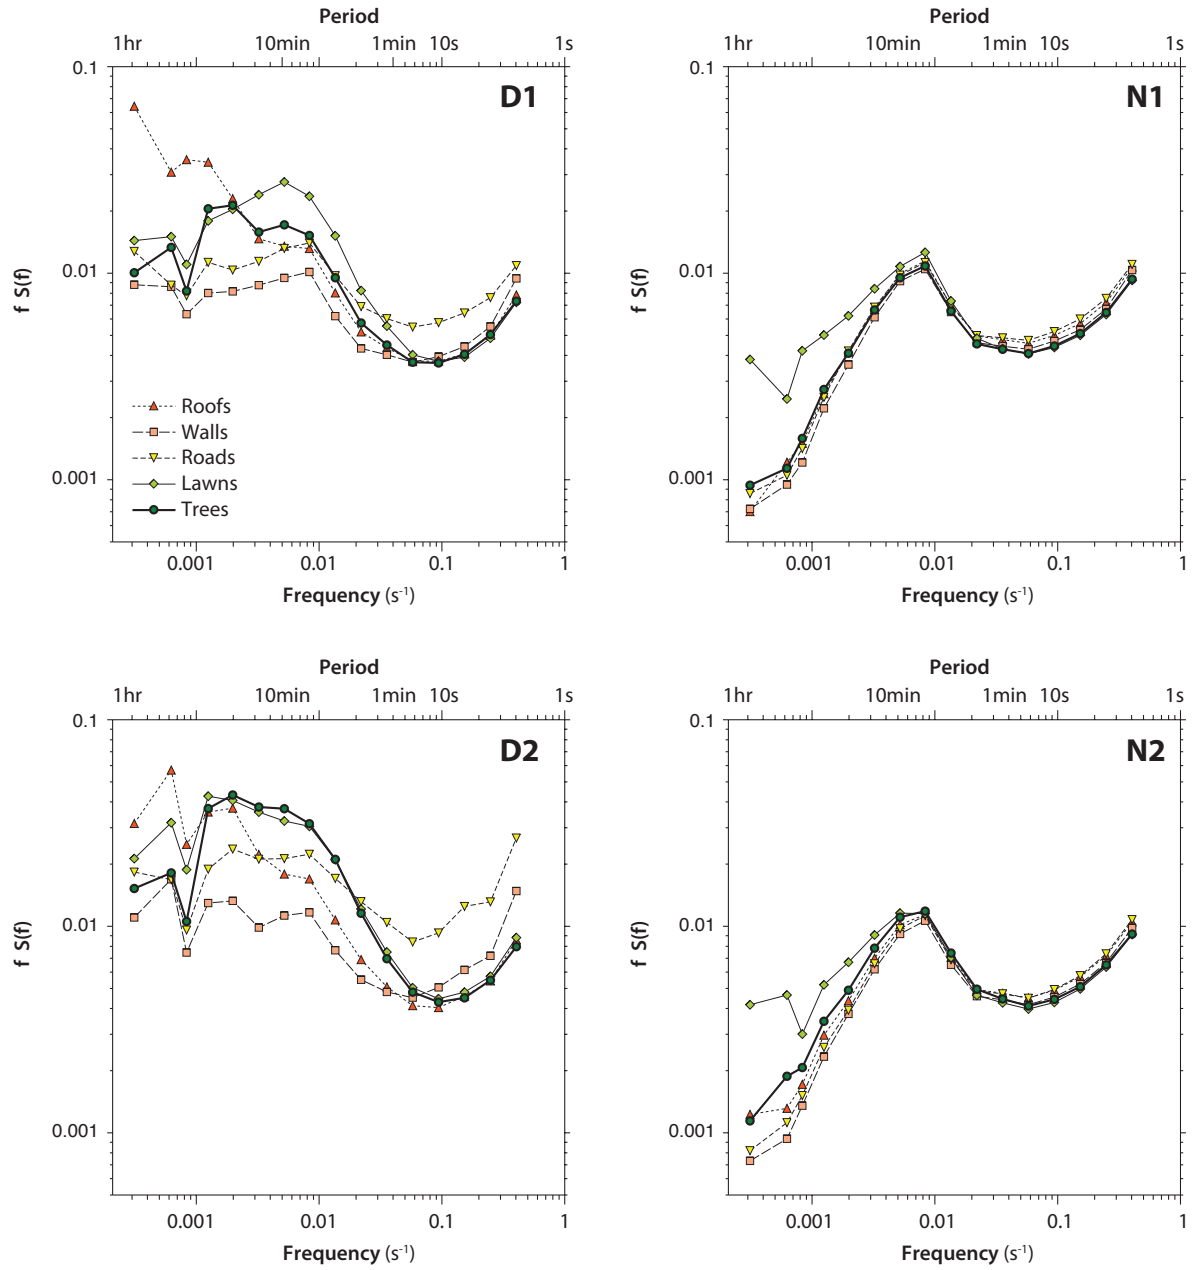 Period
1hr 10min 1min 10s 1s
0.1
D1
0.01
f S(f)
Roofs
Walls
Roads
Lawns
Trees
0.001
0.001 0.01 0.1 1
Frequency (s⁻¹)
Period
1hr 10min 1min 10s 1s
0.1
N1
0.01
f S(f)
0.001
0.001 0.01 0.1 1
Frequency (s⁻¹)
Period
1hr 10min 1min 10s 1s
0.1
D2
0.01
f S(f)
0.001
0.001 0.01 0.1 1
Frequency (s⁻¹)
Period
1hr 10min 1min 10s 1s
0.1
N2
0.01
f S(f)
0.001
0.001 0.01 0.1 1
Frequency (s⁻¹)